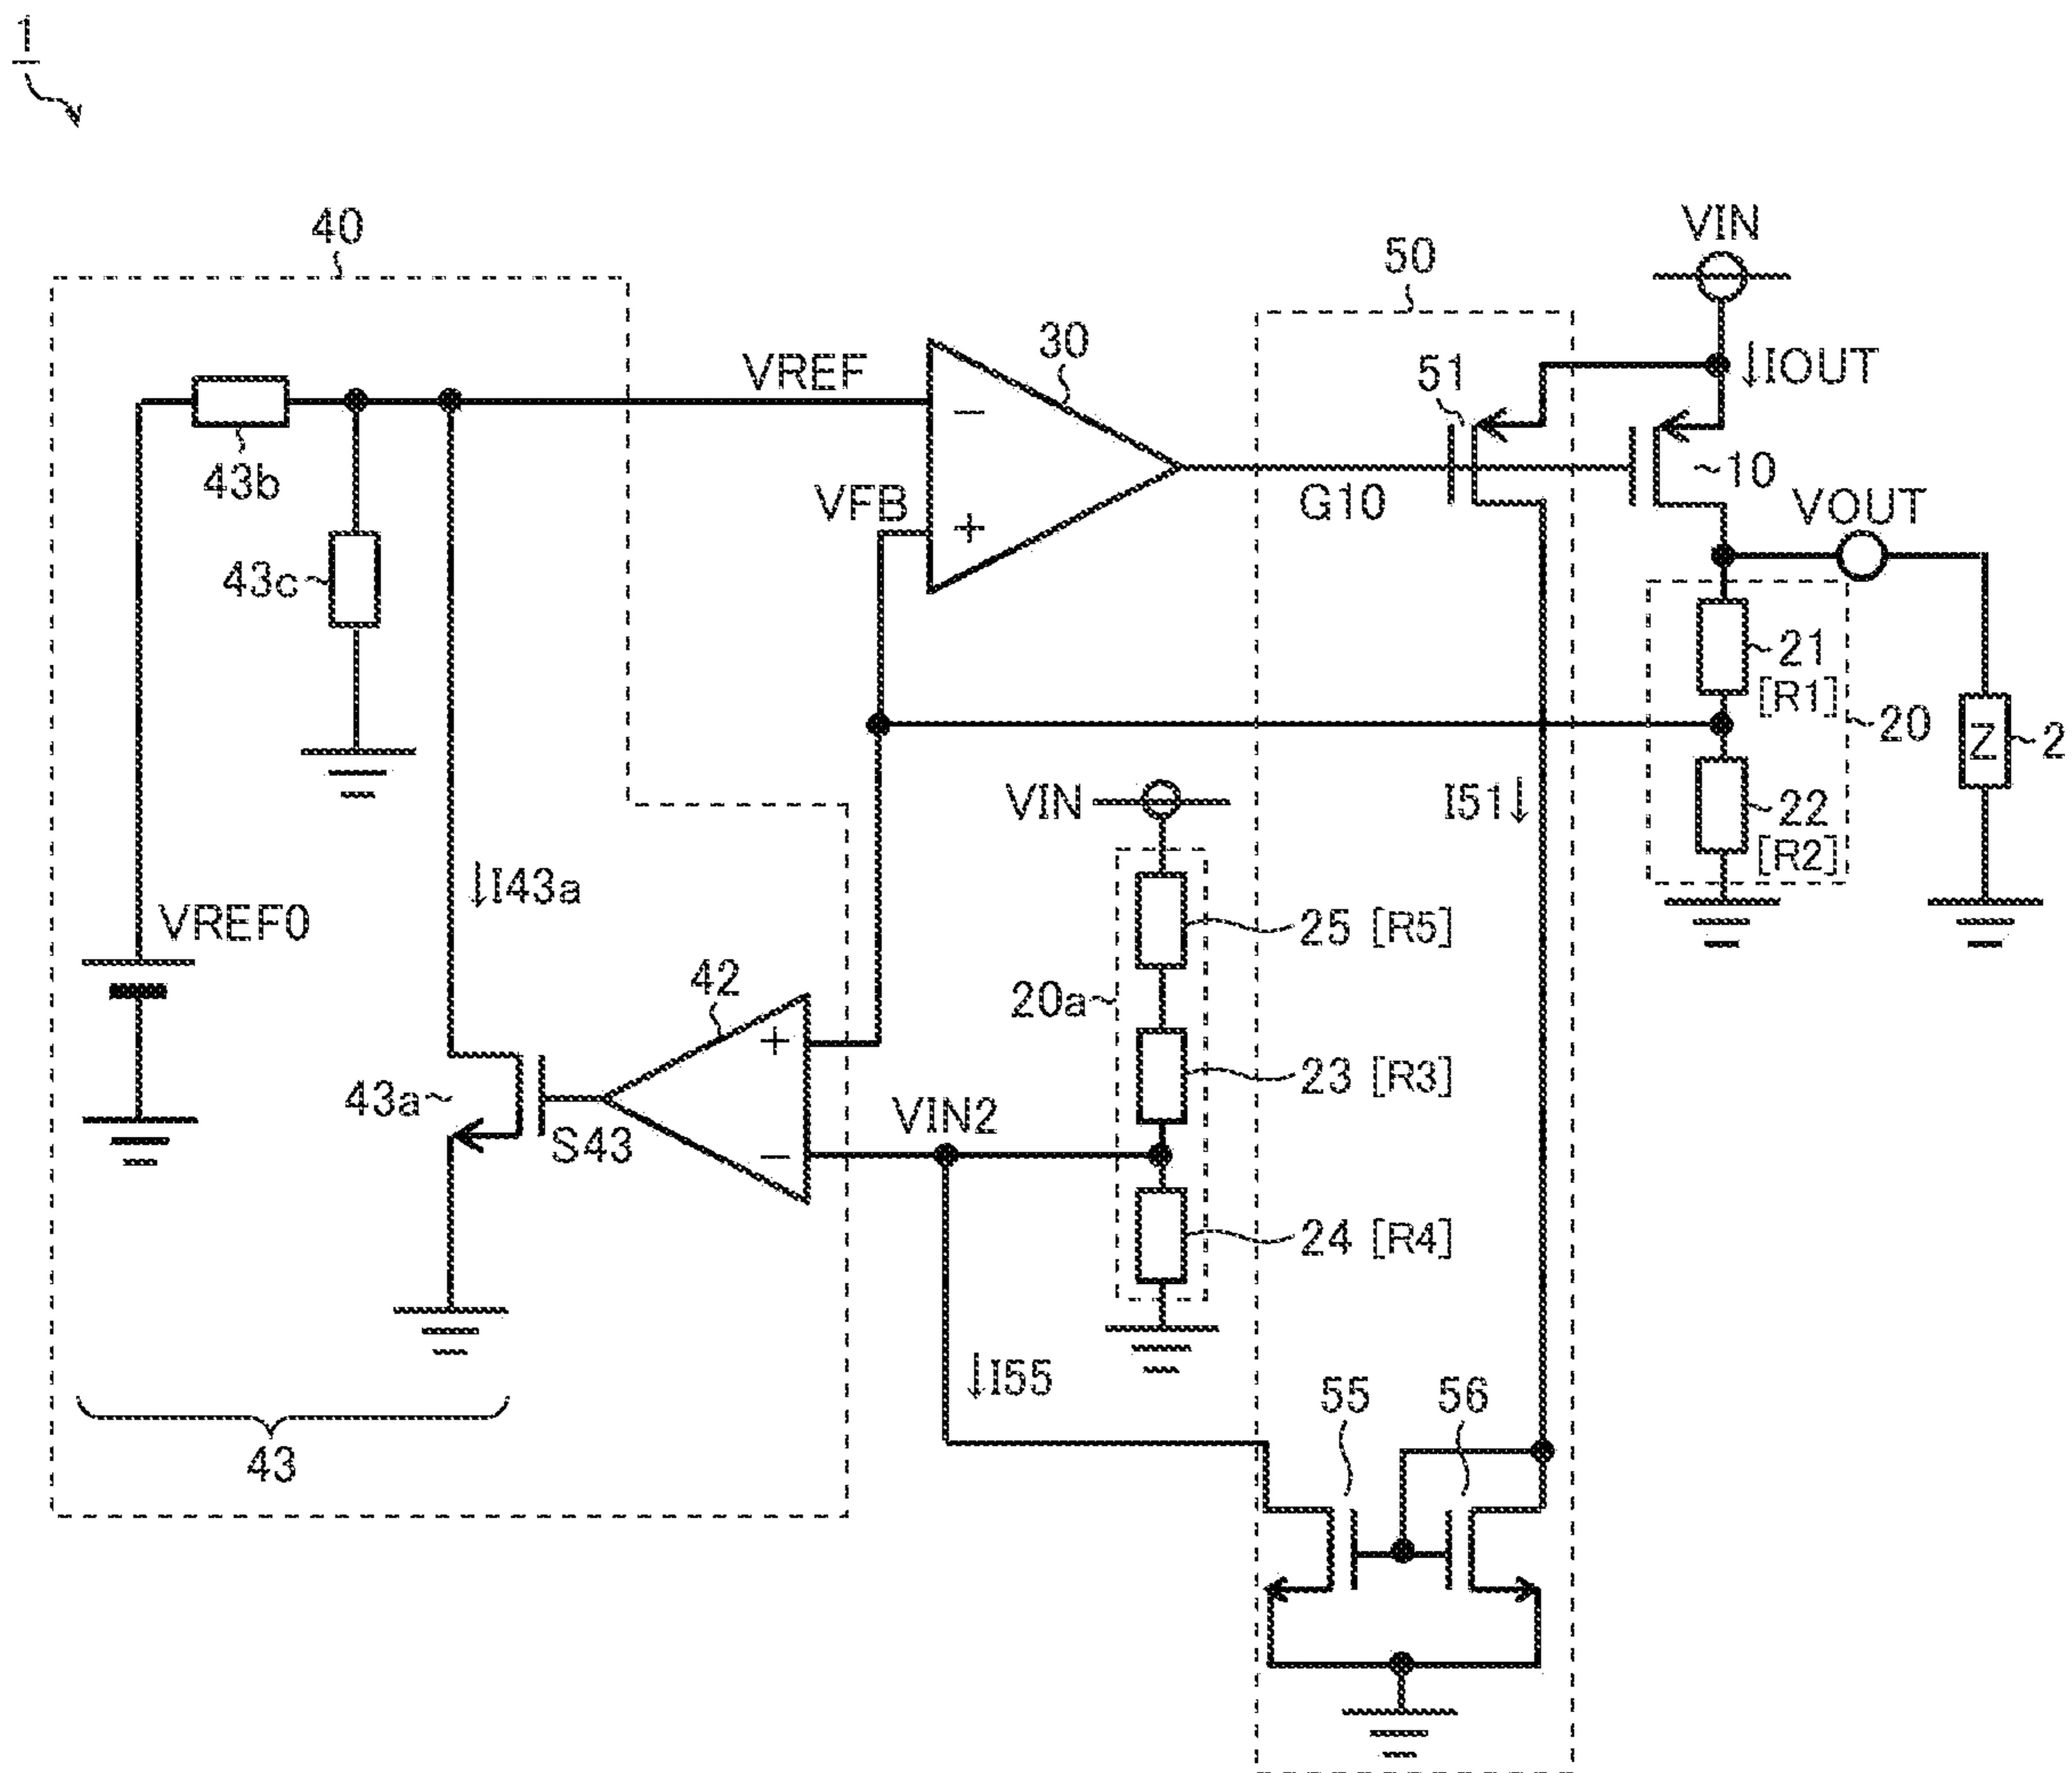 1
40
VIN
50
30
VREF
51
↓IOUT
43b
10
VFB
G10
VOUT
43c
−
+
21
[R1]
20
Z
2
VIN
I51↓
22
[R2]
↓I43a
VREF0
25 [R5]
42
20a
+
43a
23 [R3]
VIN2
S43
−
24 [R4]
↓I55
55
56
43